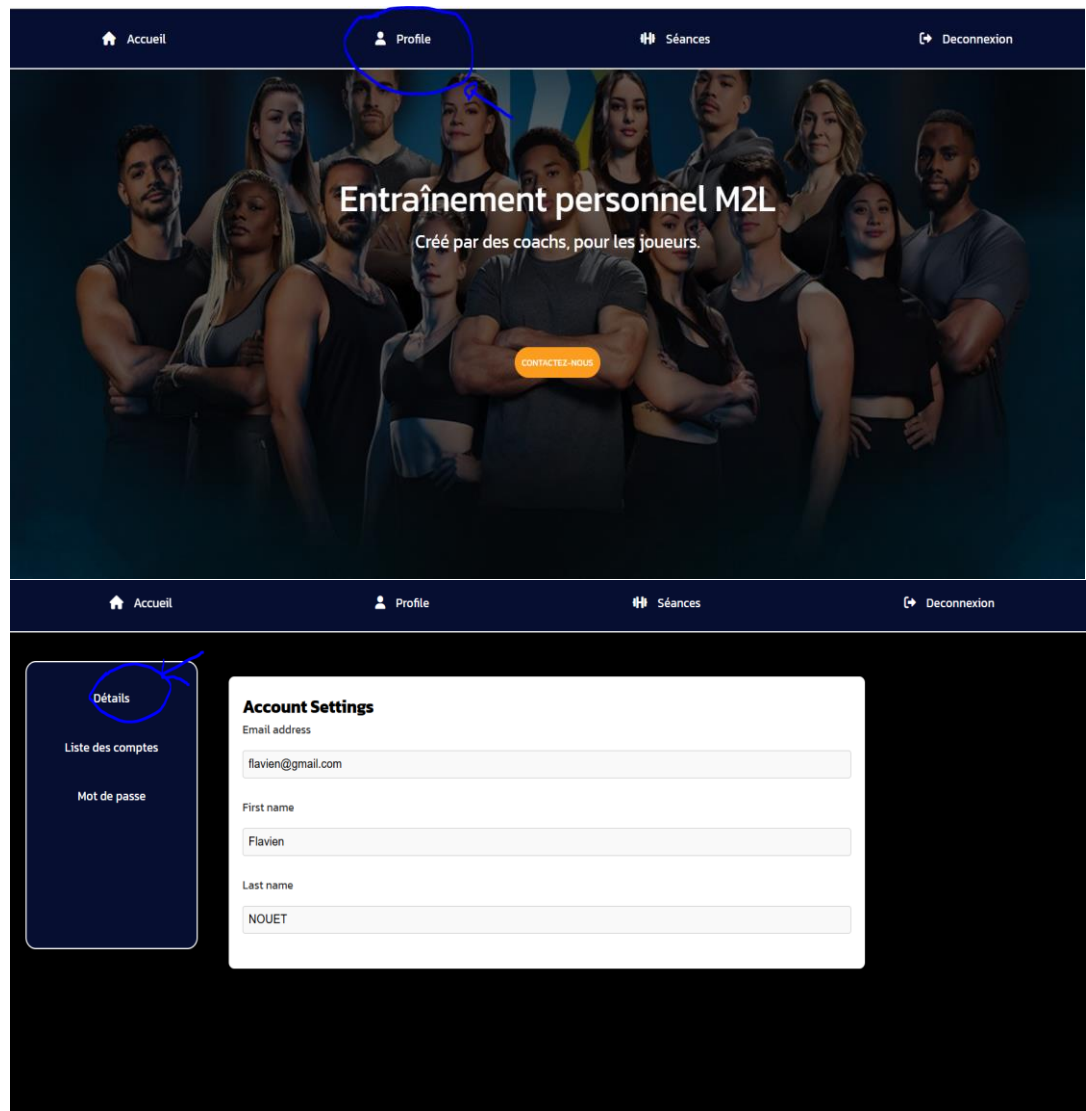 Accueil Profile Séances Deconnexion
Entraînement personnel M2L
Créé par des coachs, pour les joueurs.
CONTACTEZ-NOUS
Accueil Profile Séances Deconnexion
Détails
Liste des comptes
Mot de passe
Account Settings
Email address
flavien@gmail.com
First name
Flavien
Last name
NOUET